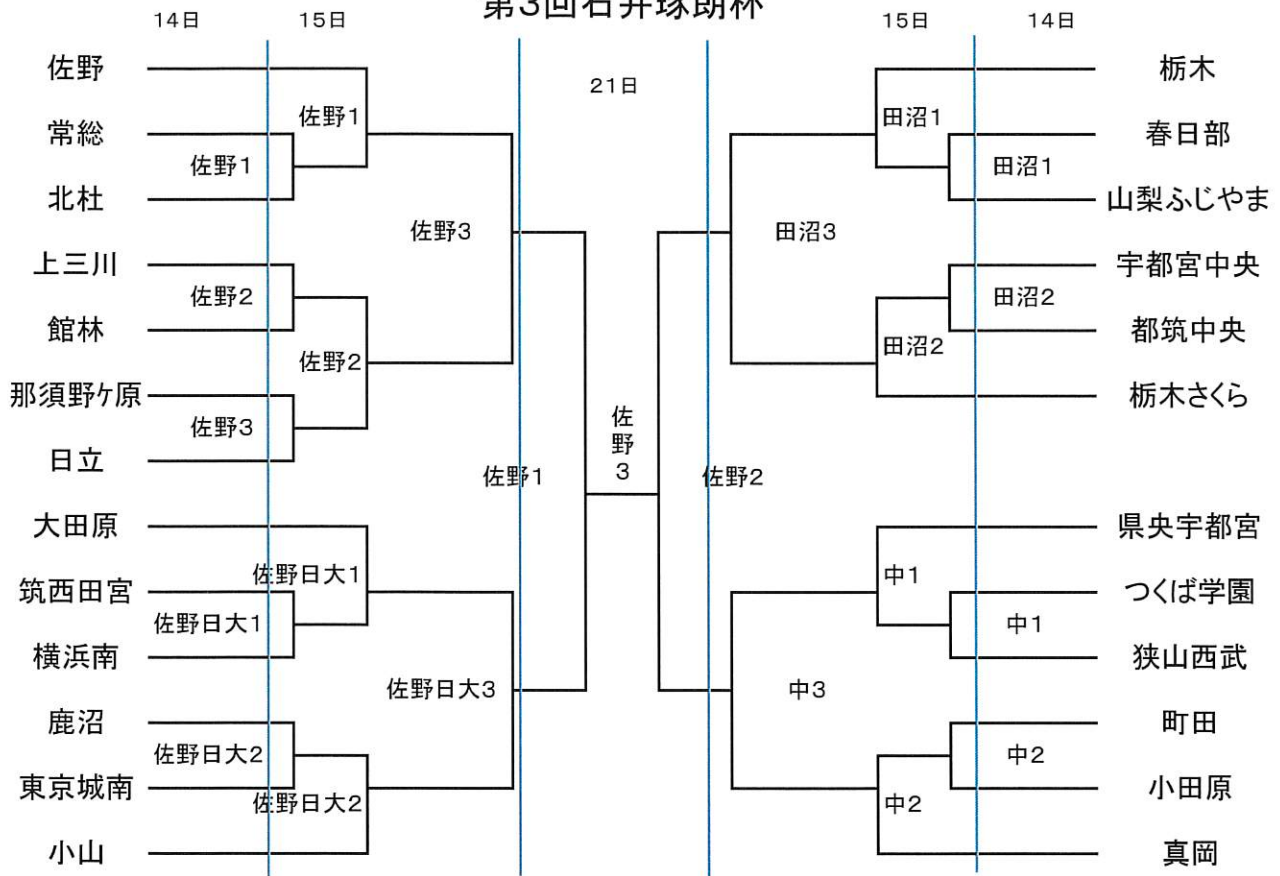 第3回石井琢朗杯
14日
15日
15日
14日
21日
佐野
常総
北杜
上三川
館林
那須野ケ原
日立
大田原
筑西田宮
横浜南
鹿沼
東京城南
小山
佐野1
佐野1
佐野2
佐野2
佐野3
佐野3
佐野日大1
佐野日大1
佐野日大2
佐野日大2
佐野日大3
佐野1
佐野3
佐野2
田沼1
田沼1
田沼3
田沼2
田沼2
中1
中1
中3
中2
中2
栃木
春日部
山梨ふじやま
宇都宮中央
都筑中央
栃木さくら
県央宇都宮
つくば学園
狭山西武
町田
小田原
真岡